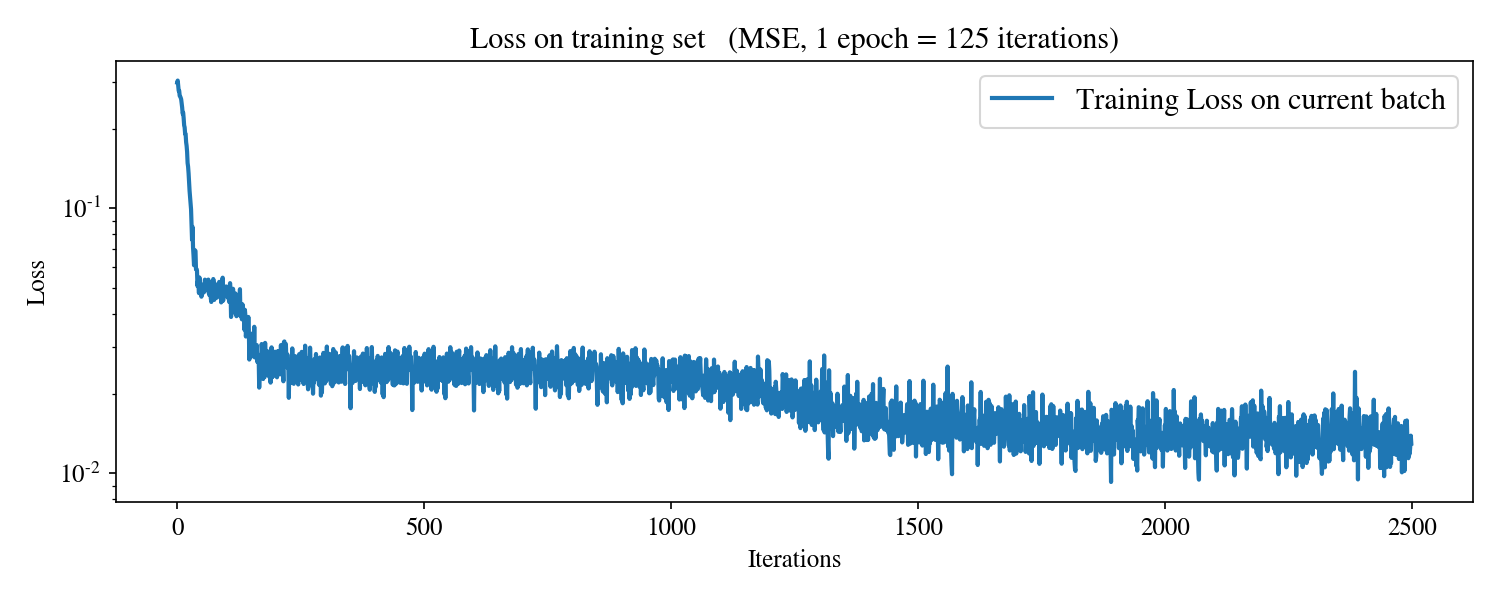 Loss on training set   (MSE, 1 epoch = 125 iterations)
Training Loss on current batch
Loss
10^-1
10^-2
0 500 1000 1500 2000 2500
Iterations